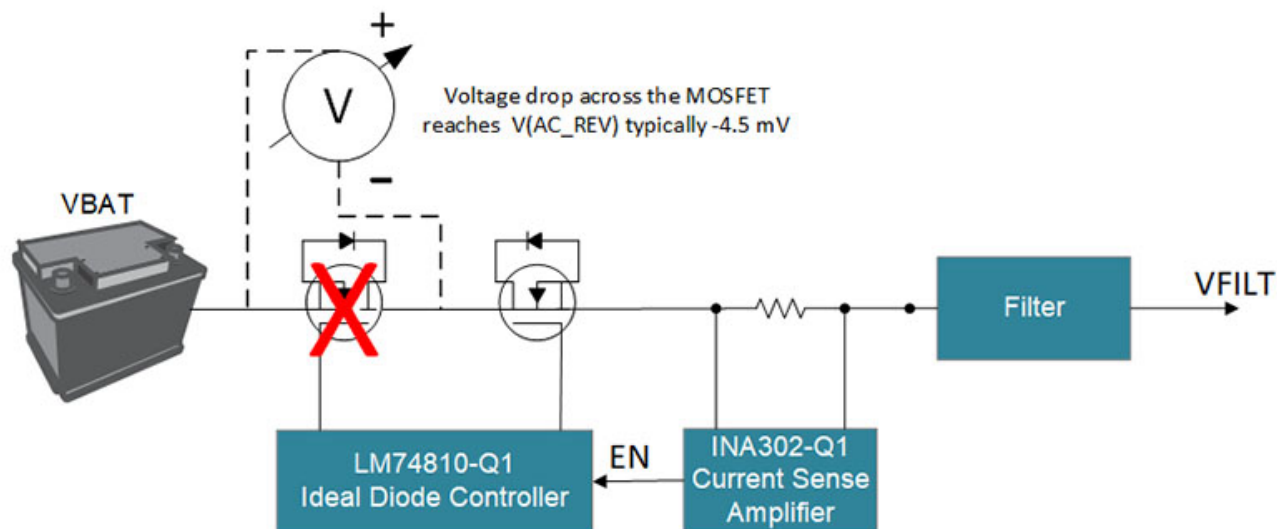 +
V
Voltage drop across the MOSFET
reaches V(AC_REV) typically -4.5 mV
−
VBAT
VFILT
Filter
LM74810-Q1
Ideal Diode Controller
EN
INA302-Q1
Current Sense
Amplifier